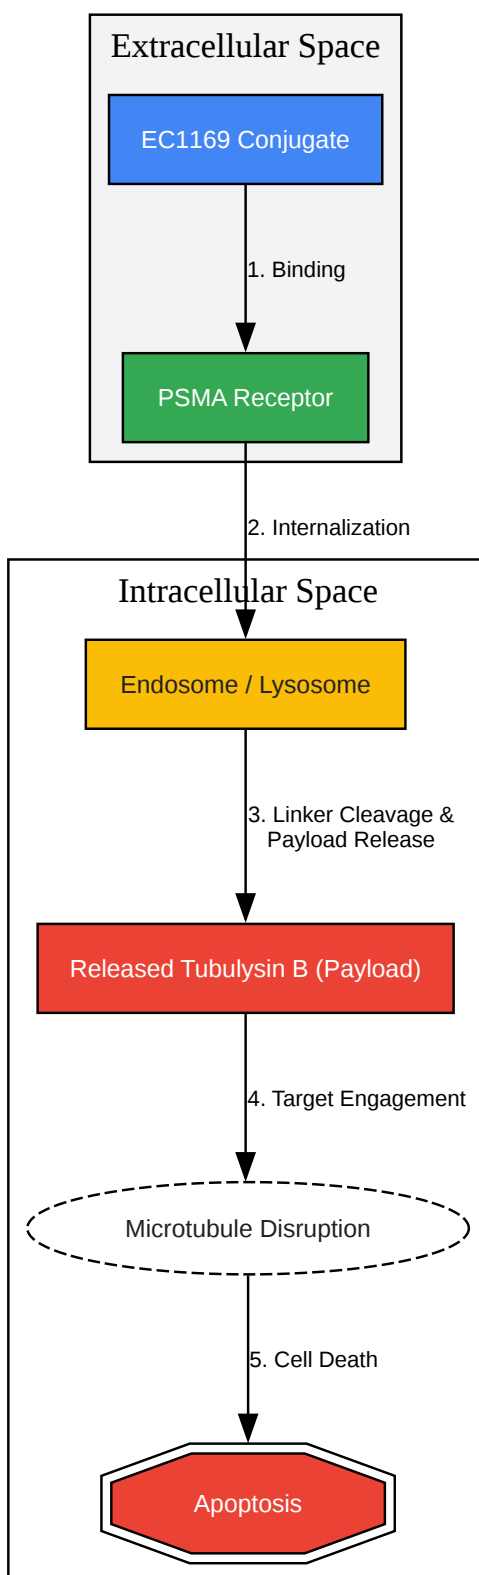 Extracellular Space
EC1169 Conjugate
1. Binding
PSMA Receptor
2. Internalization
Intracellular Space
Endosome / Lysosome
3. Linker Cleavage &
Payload Release
Released Tubulysin B (Payload)
4. Target Engagement
Microtubule Disruption
5. Cell Death
Apoptosis